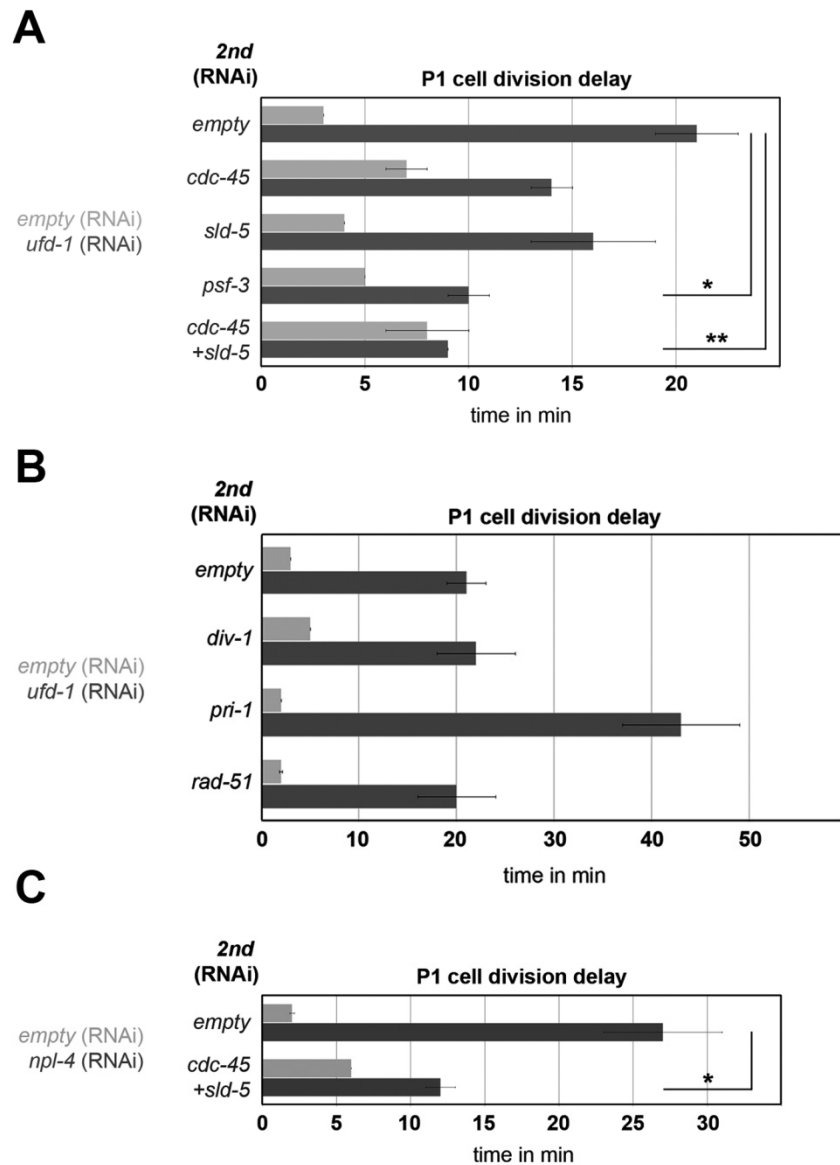 A
2nd
(RNAi)
P1 cell division delay
empty
cdc-45
sld-5
psf-3
cdc-45
+sld-5
empty (RNAi)
ufd-1 (RNAi)
*
**
0 5 10 15 20
time in min
B
2nd
(RNAi)
P1 cell division delay
empty
div-1
pri-1
rad-51
empty (RNAi)
ufd-1 (RNAi)
0 10 20 30 40 50
time in min
C
2nd
(RNAi)
P1 cell division delay
empty
cdc-45
+sld-5
empty (RNAi)
npl-4 (RNAi)
*
0 5 10 15 20 25 30
time in min